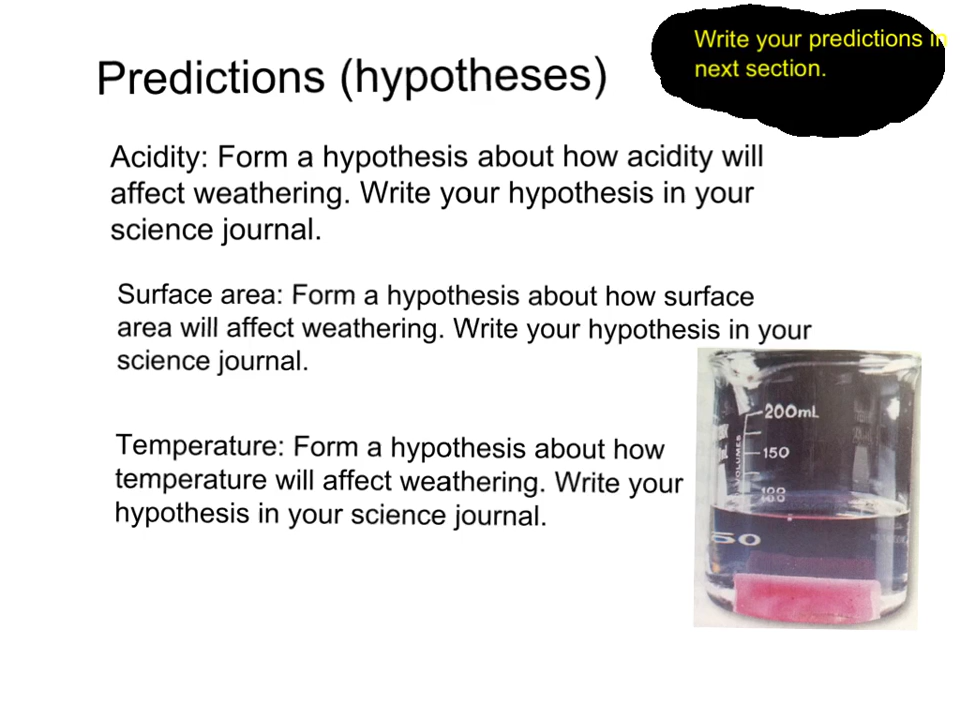 Write your predictions in
next section.
Predictions (hypotheses)
Acidity: Form a hypothesis about how acidity will
affect weathering. Write your hypothesis in your
science journal.
Surface area: Form a hypothesis about how surface
area will affect weathering. Write your hypothesis in your
science journal.
Temperature: Form a hypothesis about how
temperature will affect weathering. Write your
hypothesis in your science journal.
200mL
150
100
50